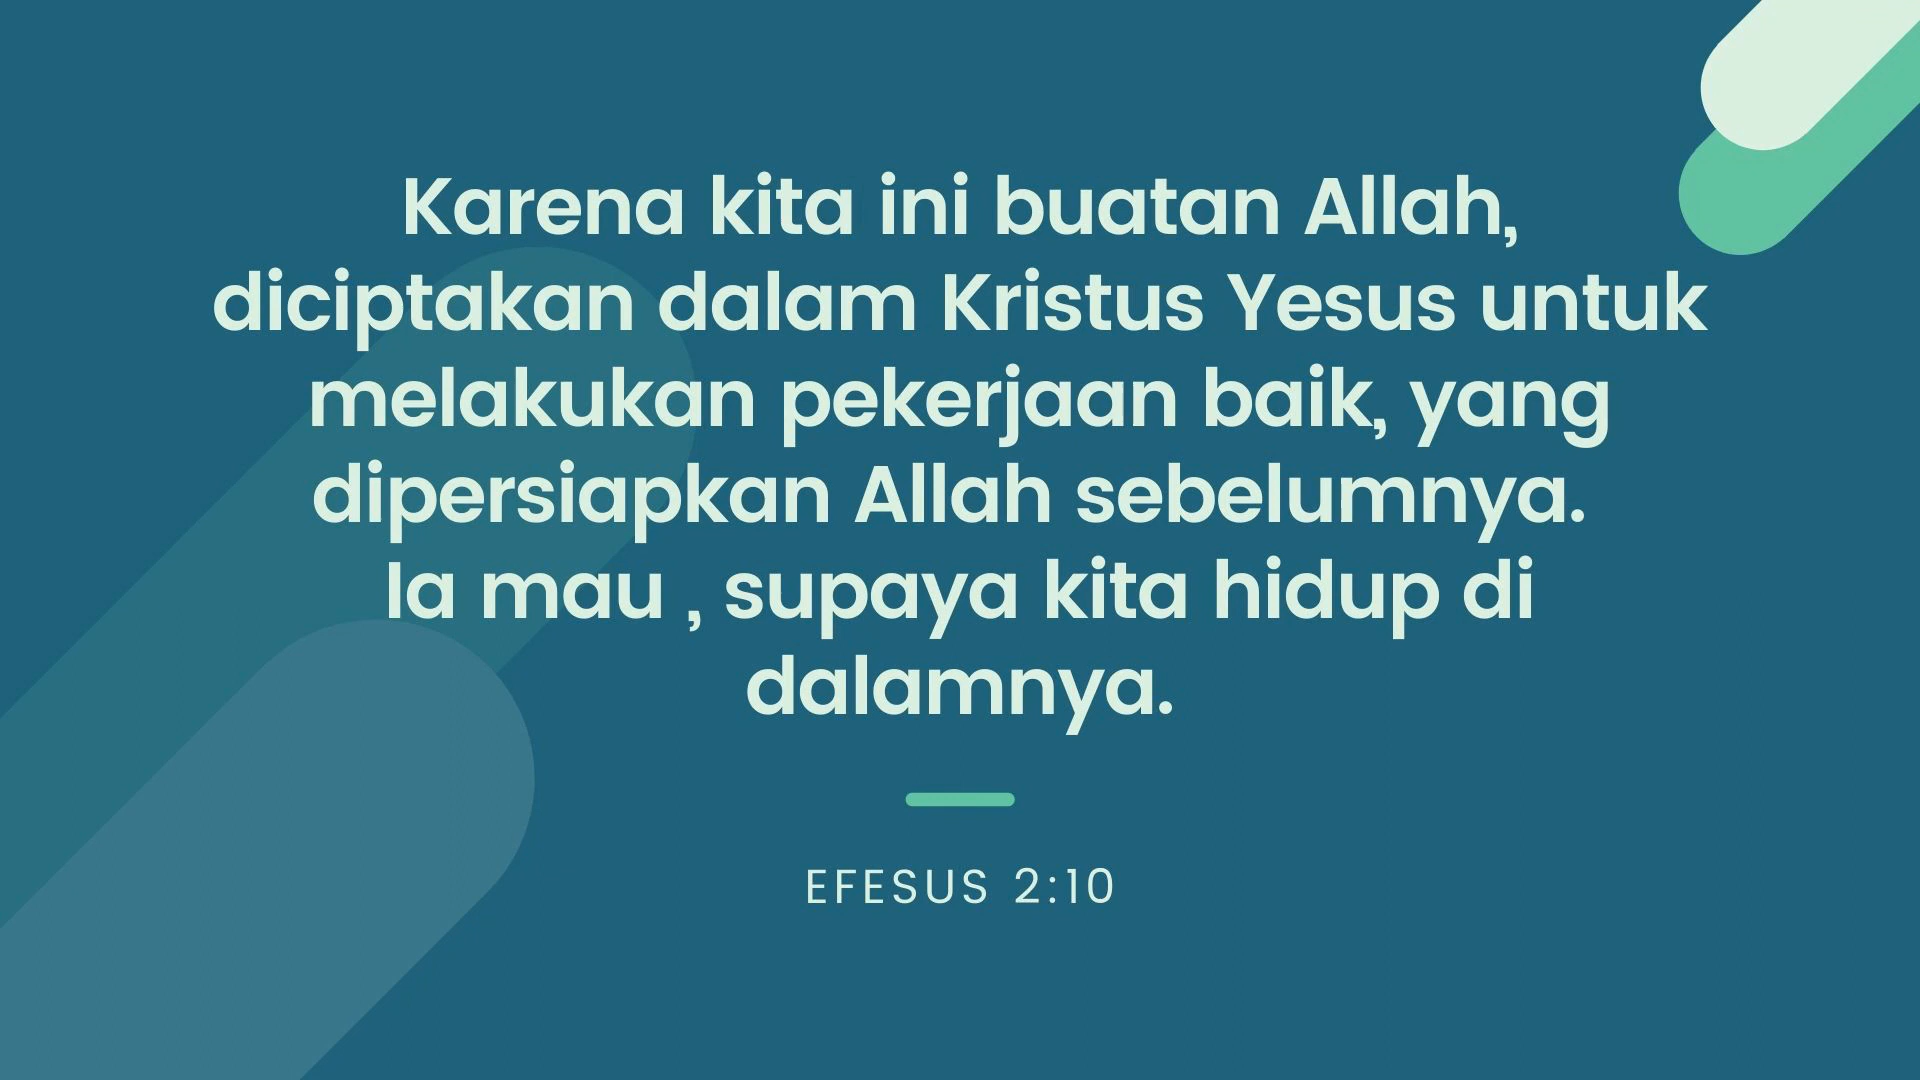 Karena kita ini buatan Allah,
diciptakan dalam Kristus Yesus untuk
melakukan pekerjaan baik, yang
dipersiapkan Allah sebelumnya.
Ia mau , supaya kita hidup di
dalamnya.
EFESUS 2:10